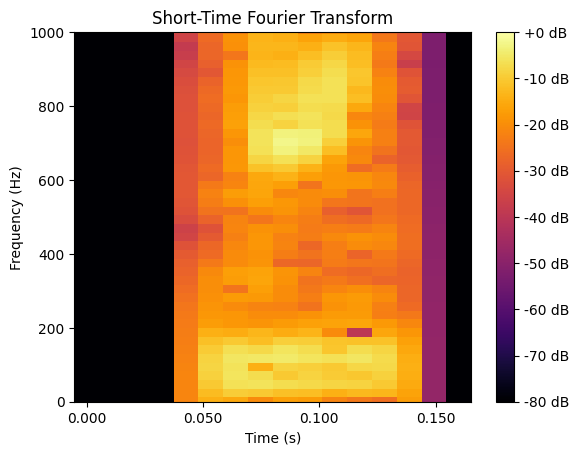 Short-Time Fourier Transform
1000
800
600
400
200
0
Frequency (Hz)
0.000
0.050
0.100
0.150
Time (s)
+0 dB
-10 dB
-20 dB
-30 dB
-40 dB
-50 dB
-60 dB
-70 dB
-80 dB